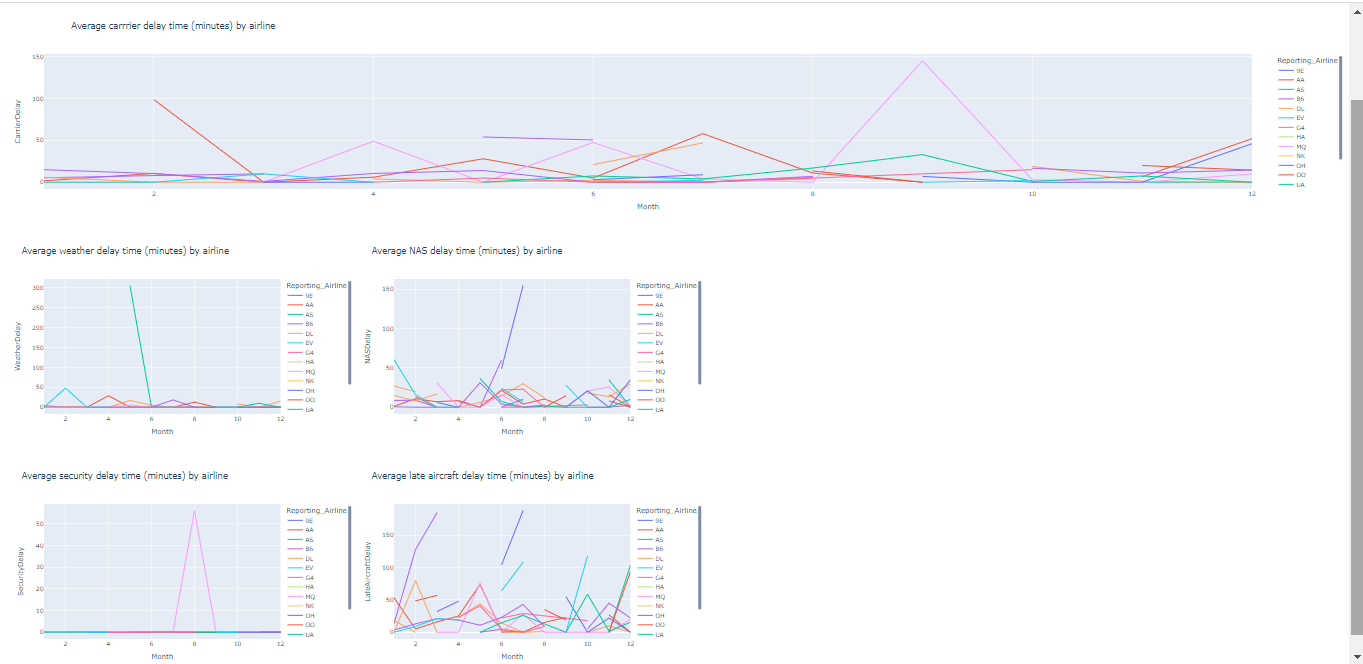 Average carrrier delay time (minutes) by airline
150
100
50
0
CarrierDelay
2
4
6
8
10
12
Month
Reporting_Airline
9E
AA
AS
B6
DL
EV
G4
HA
MQ
NK
OH
OO
UA
Average weather delay time (minutes) by airline
300
250
200
150
100
50
0
WeatherDelay
2
4
6
8
10
12
Month
Reporting_Airline
9E
AA
AS
B6
DL
EV
G4
HA
MQ
NK
OH
OO
UA
Average NAS delay time (minutes) by airline
150
100
50
0
NASDelay
2
4
6
8
10
12
Month
Reporting_Airline
9E
AA
AS
B6
DL
EV
G4
HA
MQ
NK
OH
OO
UA
Average security delay time (minutes) by airline
50
40
30
20
10
0
SecurityDelay
2
4
6
8
10
12
Month
Reporting_Airline
9E
AA
AS
B6
DL
EV
G4
HA
MQ
NK
OH
OO
UA
Average late aircraft delay time (minutes) by airline
150
100
50
0
LateAircraftDelay
2
4
6
8
10
12
Month
Reporting_Airline
9E
AA
AS
B6
DL
EV
G4
HA
MQ
NK
OH
OO
UA